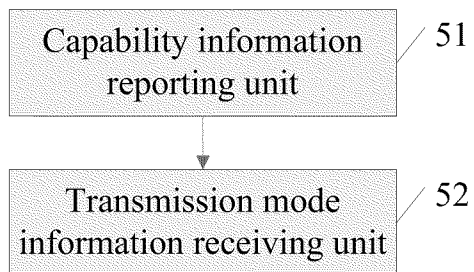 Capability information
reporting unit
51
Transmission mode
information receiving unit
52